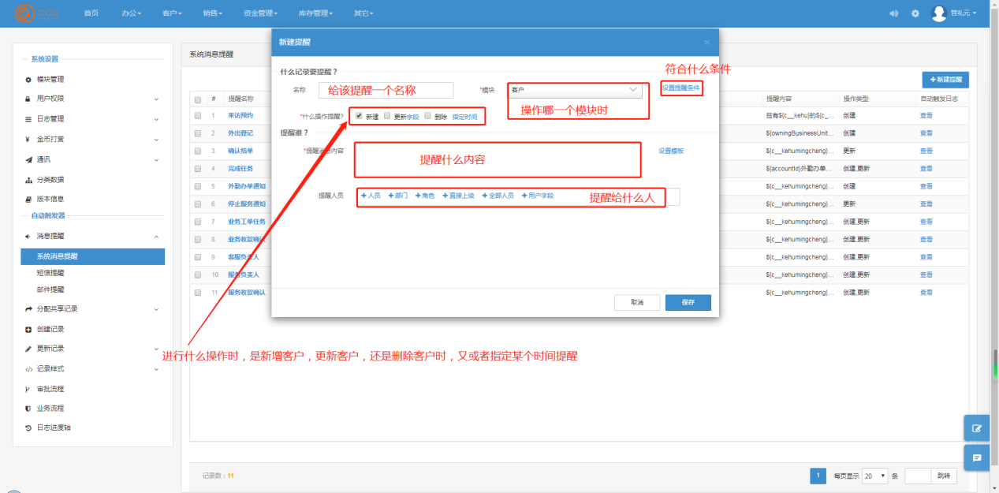 首页 办公 客户 销售 资金管理 库存管理 其它 管礼元
系统设置
模块管理
用户权限
日志管理
金币打赏
通讯
分类数据
版本信息
自动触发器
消息提醒
系统消息提醒
短信提醒
邮件提醒
分配共享记录
创建记录
更新记录
记录样式
审批流程
业务流程
日志进度轴
系统消息提醒
+新建提醒
# 提醒名称 提醒内容 操作类型 自动触发日志
1 来访预约 ${c__kehu}的${c_... 创建 查看
2 外出登记 ${owningBusinessUnit... 创建 查看
3 确认结单 ${c__kehumingcheng}... 更新 查看
4 完成任务 ${accountId}外勤办单... 创建,更新 查看
5 外勤办单通知 ${c__kehumingcheng}... 创建 查看
6 停止服务通知 ${c__kehumingcheng}... 更新 查看
7 业务工单任务 ${c__kehumingcheng}... 创建,更新 查看
8 业务收款确认 ${c__kehumingcheng}... 创建,更新 查看
9 客服负责人 ${c__kehumingcheng}... 创建,更新 查看
10 服务负责人 ${c__kehumingcheng}... 创建,更新 查看
11 服务收款确认 ${c__kehumingcheng}... 创建,更新 查看
新建提醒 ×
什么记录要提醒？
符合什么条件
名称 给该提醒一个名称 *模块 客户 设置提醒条件
操作哪一个模块时
*什么操作提醒? 新建 更新字段 删除 指定时间
提醒谁？
*提醒消息内容 提醒什么内容 设置模板
提醒人员 +人员 +部门 +角色 +直接上级 +全部人员 +用户字段 提醒给什么人
取消 保存
进行什么操作时，是新增客户，更新客户，还是删除客户时，又或者指定某个时间提醒
记录数：11 1 每页显示 20 条 跳转